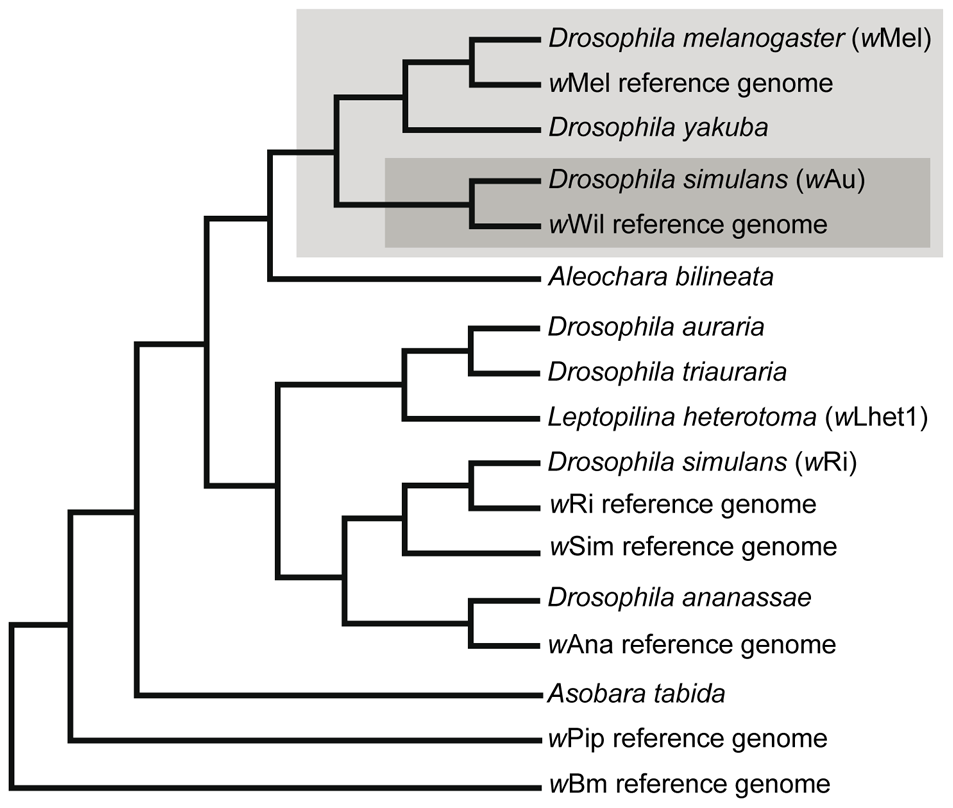 Drosophila melanogaster (wMel)
wMel reference genome
Drosophila yakuba
Drosophila simulans (wAu)
wWil reference genome
Aleochara bilineata
Drosophila auraria
Drosophila triauraria
Leptopilina heterotoma (wLhet1)
Drosophila simulans (wRi)
wRi reference genome
wSim reference genome
Drosophila ananassae
wAna reference genome
Asobara tabida
wPip reference genome
wBm reference genome